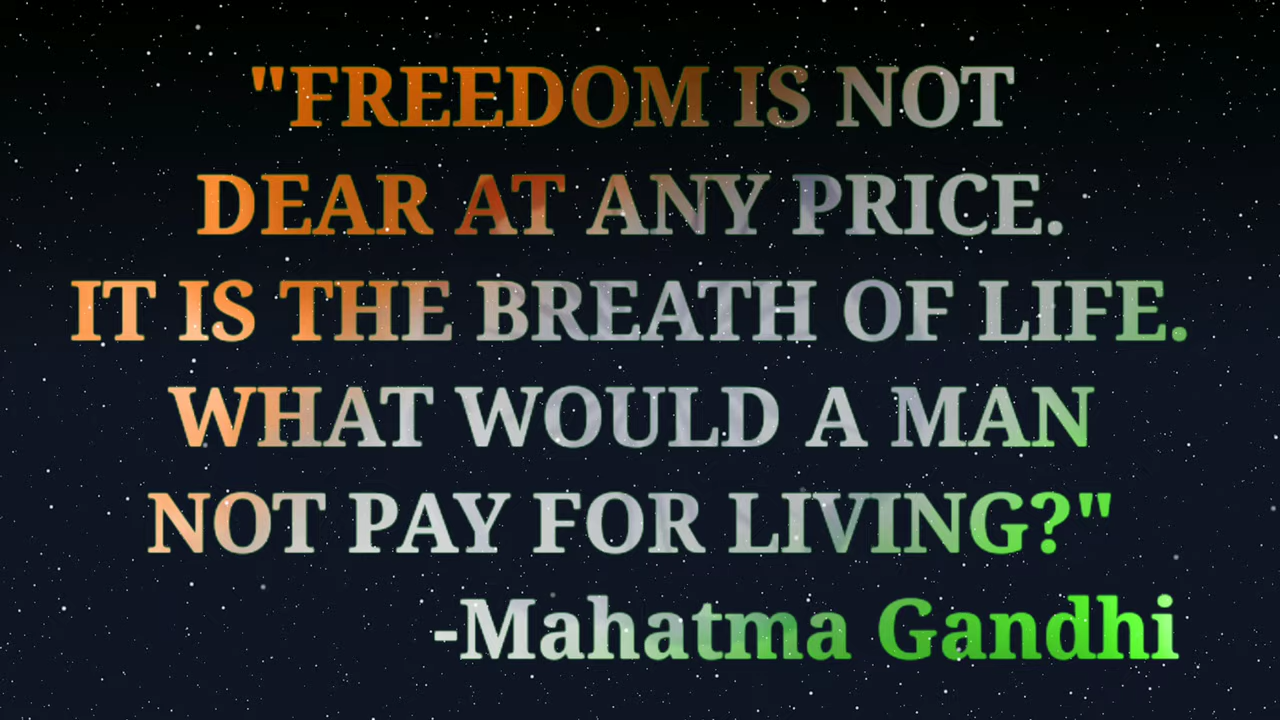 "FREEDOM IS NOT
DEAR AT ANY PRICE.
IT IS THE BREATH OF LIFE.
WHAT WOULD A MAN
NOT PAY FOR LIVING?"
-Mahatma Gandhi